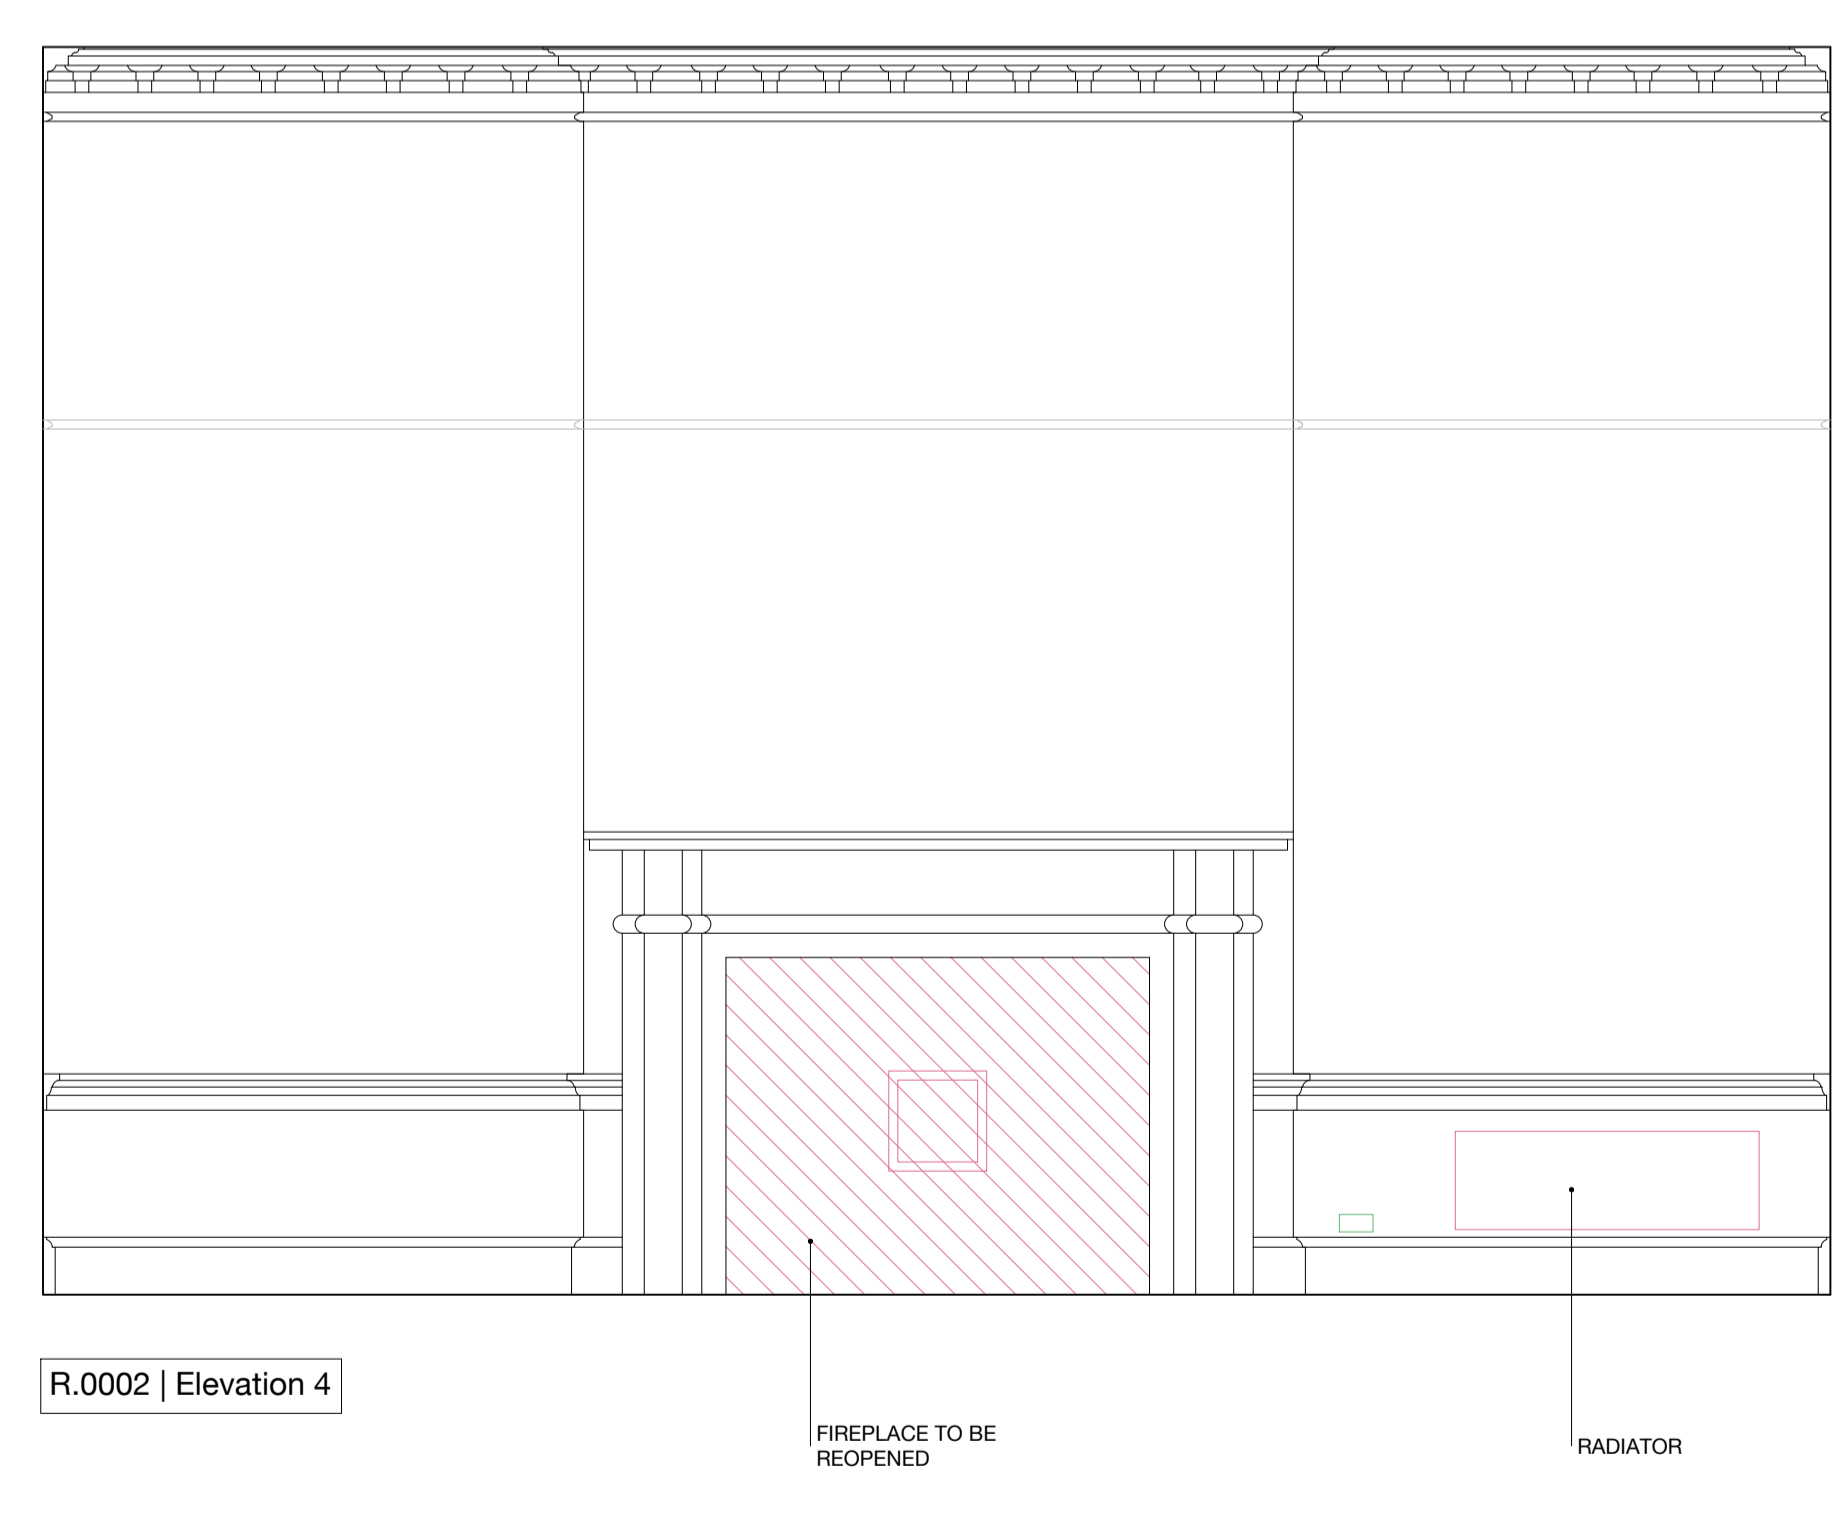 R.0002 | Elevation 4
FIREPLACE TO BE
REOPENED
RADIATOR